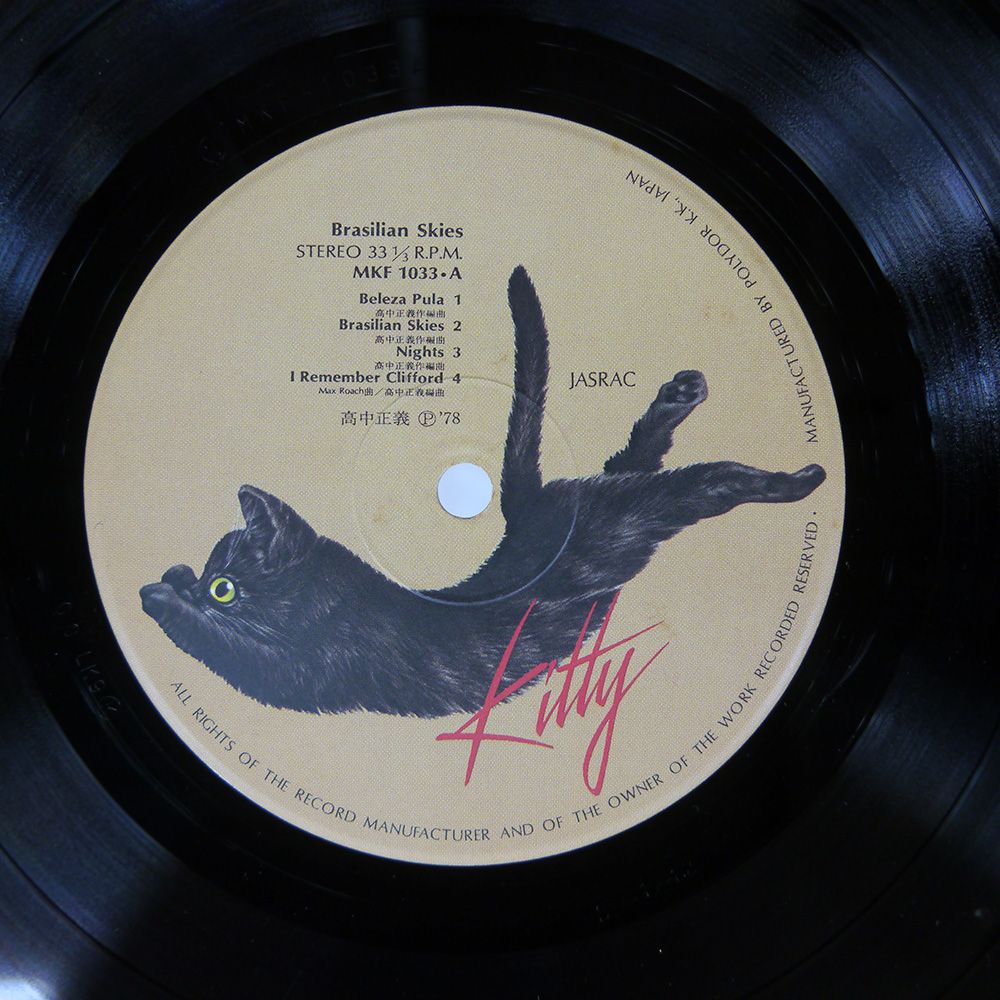 Brasilian Skies
STEREO 33 1/3 R.P.M.
MKF 1033・A
Beleza Pula 1
高中正義作編曲
Brasilian Skies 2
高中正義作編曲
Nights 3
高中正義作編曲
I Remember Clifford 4
Max Roach曲／高中正義編曲
高中正義 Ⓟ'78
JASRAC
Kitty
ALL RIGHTS OF THE RECORD MANUFACTURER AND OF THE OWNER OF THE WORK RECORDED RESERVED・ MANUFACTURED BY POLYDOR K.K., JAPAN